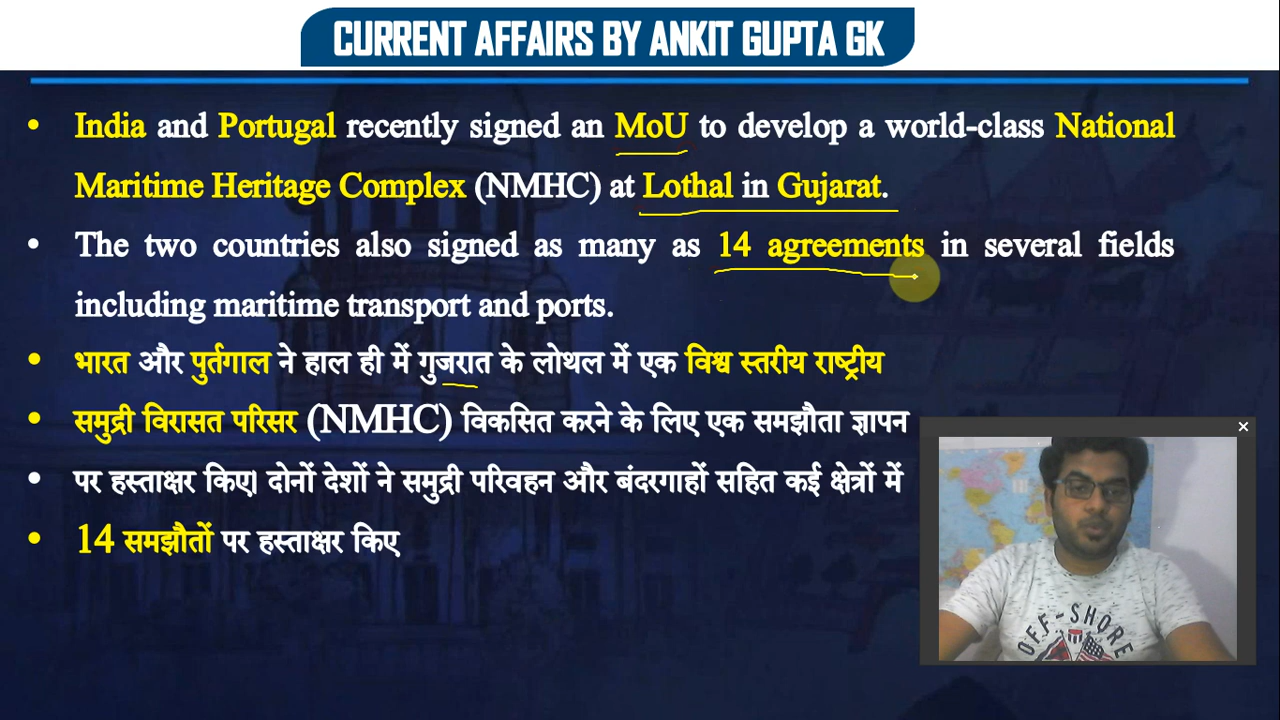 CURRENT AFFAIRS BY ANKIT GUPTA GK
• India and Portugal recently signed an MoU to develop a world-class National
Maritime Heritage Complex (NMHC) at Lothal in Gujarat.
• The two countries also signed as many as 14 agreements in several fields
including maritime transport and ports.
• भारत और पुर्तगाल ने हाल ही में गुजरात के लोथल में एक विश्व स्तरीय राष्ट्रीय
• समुद्री विरासत परिसर (NMHC) विकसित करने के लिए एक समझौता ज्ञापन
• पर हस्ताक्षर किए। दोनों देशों ने समुद्री परिवहन और बंदरगाहों सहित कई क्षेत्रों में
• 14 समझौतों पर हस्ताक्षर किए
OFF-SHORE